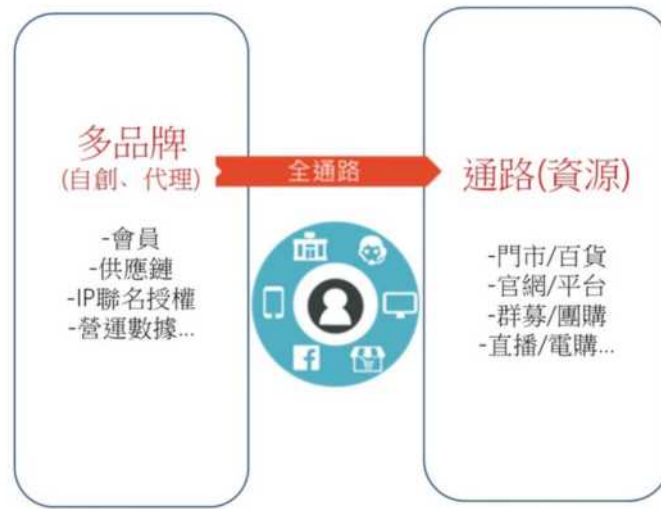 多品牌
(自創、代理)
-會員
-供應鏈
-IP聯名授權
-營運數據...
全通路
f
通路(資源)
-門市/百貨
-官網/平台
-群募/團購
-直播/電購...